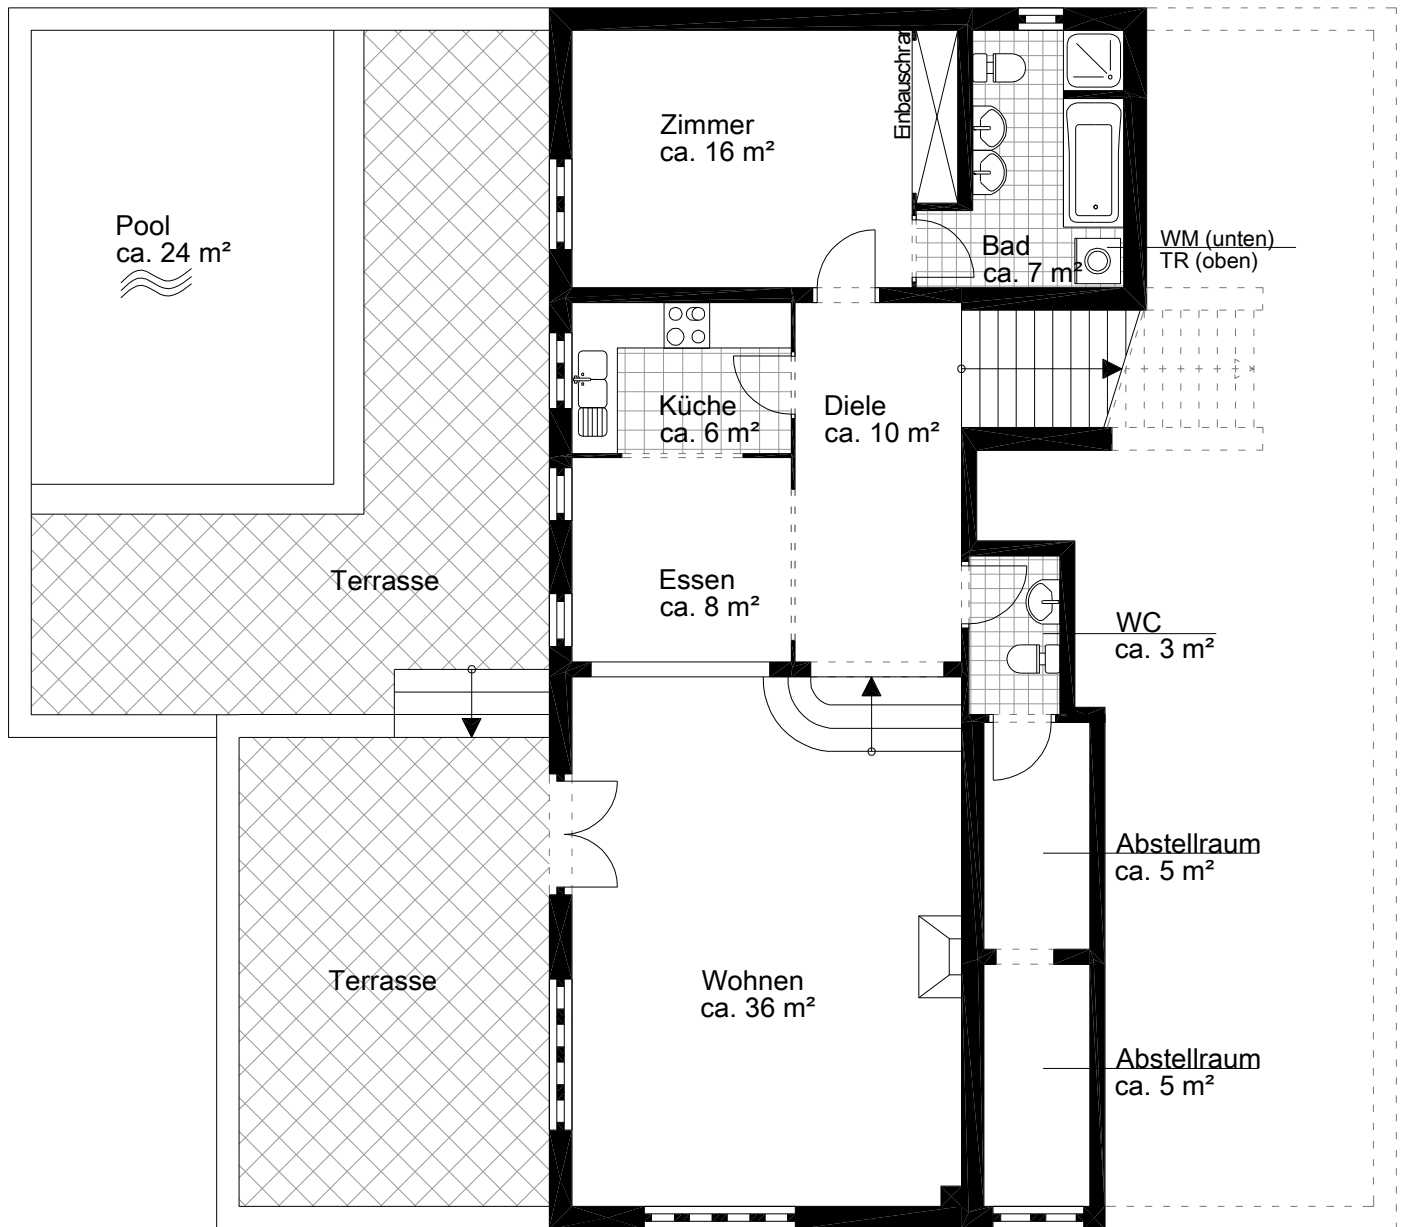 Zimmer
ca. 16 m²
Einbauschrank
Pool
ca. 24 m²
Bad
ca. 7 m²
WM (unten)
TR (oben)
Küche
ca. 6 m²
Diele
ca. 10 m²
Terrasse
Essen
ca. 8 m²
WC
ca. 3 m²
Abstellraum
ca. 5 m²
Terrasse
Wohnen
ca. 36 m²
Abstellraum
ca. 5 m²